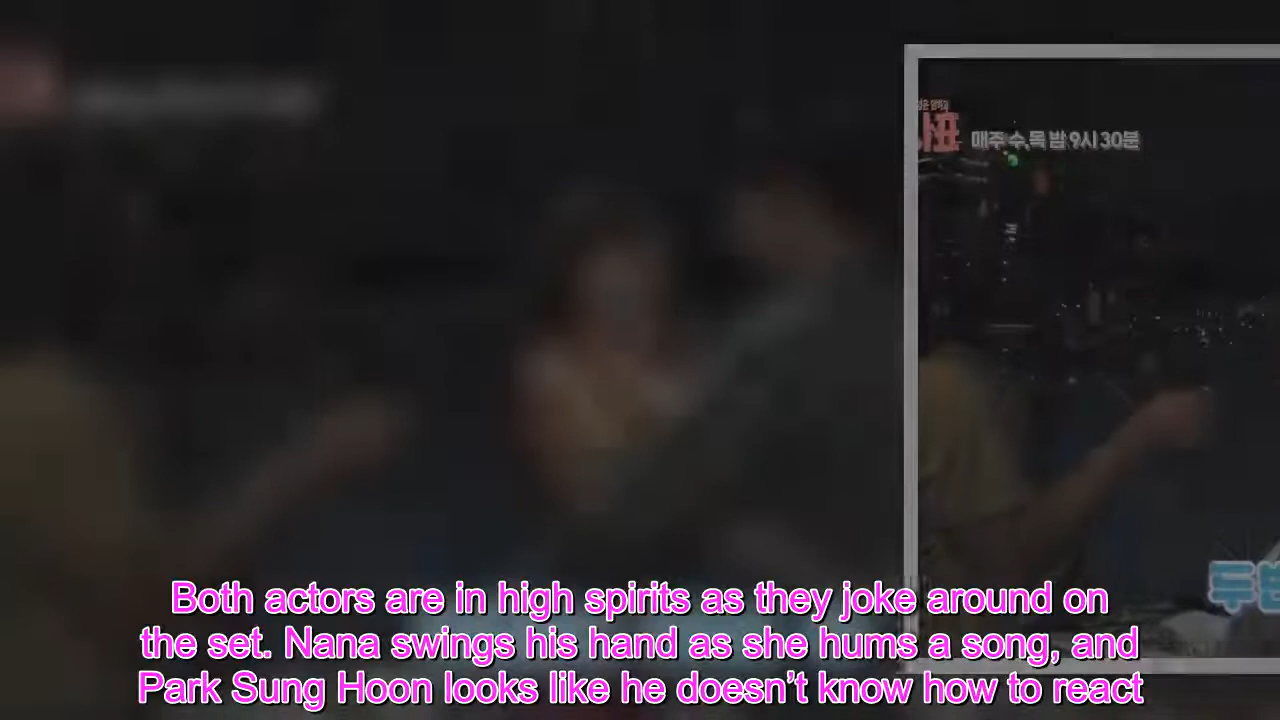 매주 수,목 밤 9시 30분
Both actors are in high spirits as they joke around on
the set. Nana swings his hand as she hums a song, and
Park Sung Hoon looks like he doesn't know how to react